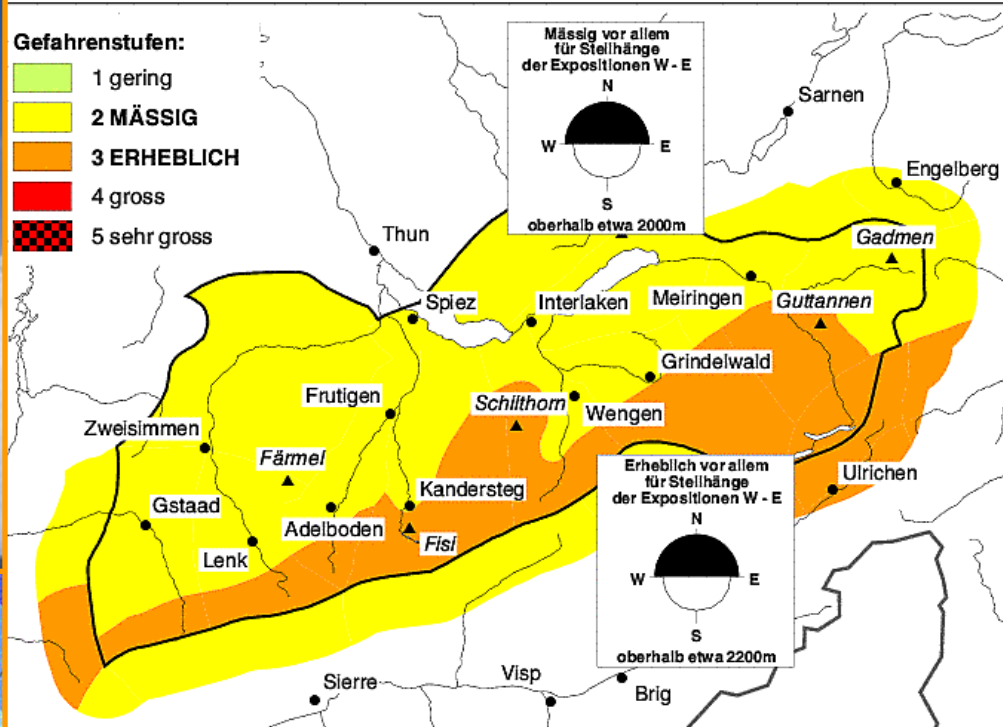 Gefahrenstufen:
1 gering
2 MÄSSIG
3 ERHEBLICH
4 gross
5 sehr gross
Mässig vor allem
für Steilhänge
der Expositionen W - E
N
W E
S
oberhalb etwa 2000m
Sarnen
Engelberg
Thun
Gadmen
Spiez
Interlaken
Meiringen
Guttannen
Grindelwald
Frutigen
Schilthorn
Wengen
Zweisimmen
Färmel
Kandersteg
Gstaad
Adelboden
Fisi
Lenk
Erheblich vor allem
für Steilhänge
der Expositionen W - E
N
W E
S
oberhalb etwa 2200m
Ulrichen
Sierre
Visp
Brig